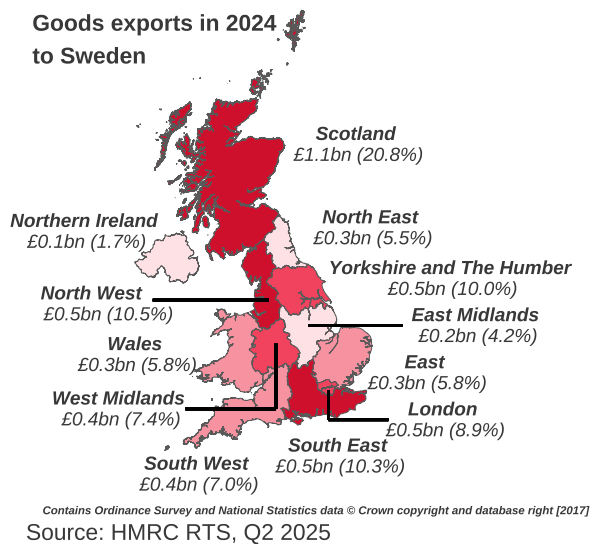 Goods exports in 2024
to Sweden
Scotland
£1.1bn (20.8%)
Northern Ireland
£0.1bn (1.7%)
North East
£0.3bn (5.5%)
Yorkshire and The Humber
£0.5bn (10.0%)
North West
£0.5bn (10.5%)
East Midlands
£0.2bn (4.2%)
Wales
£0.3bn (5.8%)
East
£0.3bn (5.8%)
West Midlands
£0.4bn (7.4%)
London
£0.5bn (8.9%)
South East
£0.5bn (10.3%)
South West
£0.4bn (7.0%)
Contains Ordinance Survey and National Statistics data © Crown copyright and database right [2017]
Source: HMRC RTS, Q2 2025